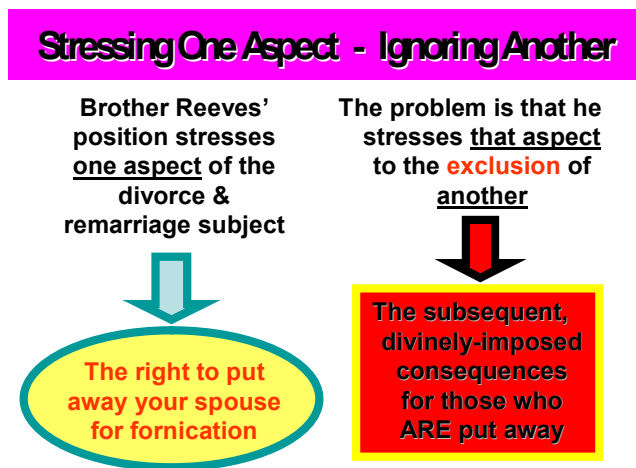 Stressing One Aspect - Ignoring Another
Brother Reeves’
position stresses
one aspect of the
divorce &
remarriage subject
The right to put
away your spouse
for fornication
The problem is that he
stresses that aspect
to the exclusion of
another
The subsequent,
divinely-imposed
consequences
for those who
ARE put away